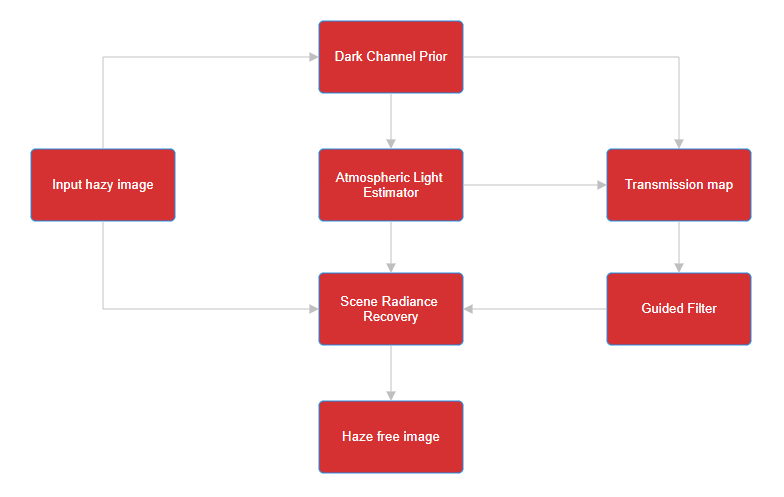 Dark Channel Prior
Input hazy image
Atmospheric Light
Estimator
Transmission map
Scene Radiance
Recovery
Guided Filter
Haze free image